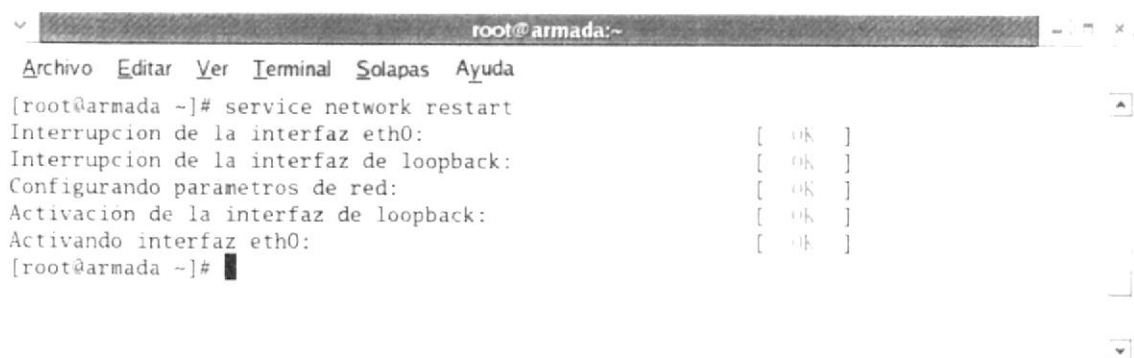 root@armada:~
Archivo Editar Ver Terminal Solapas Ayuda
[root@armada ~]# service network restart
Interrupcion de la interfaz eth0: [ OK ]
Interrupcion de la interfaz de loopback: [ OK ]
Configurando parametros de red: [ OK ]
Activación de la interfaz de loopback: [ OK ]
Activando interfaz eth0: [ OK ]
[root@armada ~]#